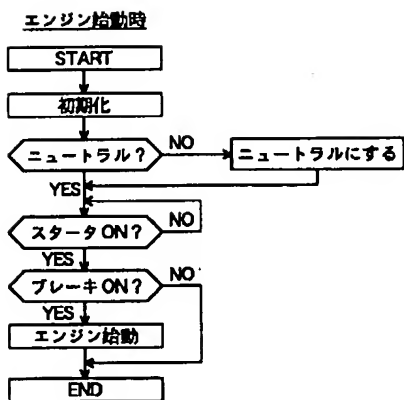 エンジン始動時
START
初期化
ニュートラル?
NO
ニュートラルにする
YES
スタータON?
NO
YES
ブレーキON?
NO
YES
エンジン始動
END